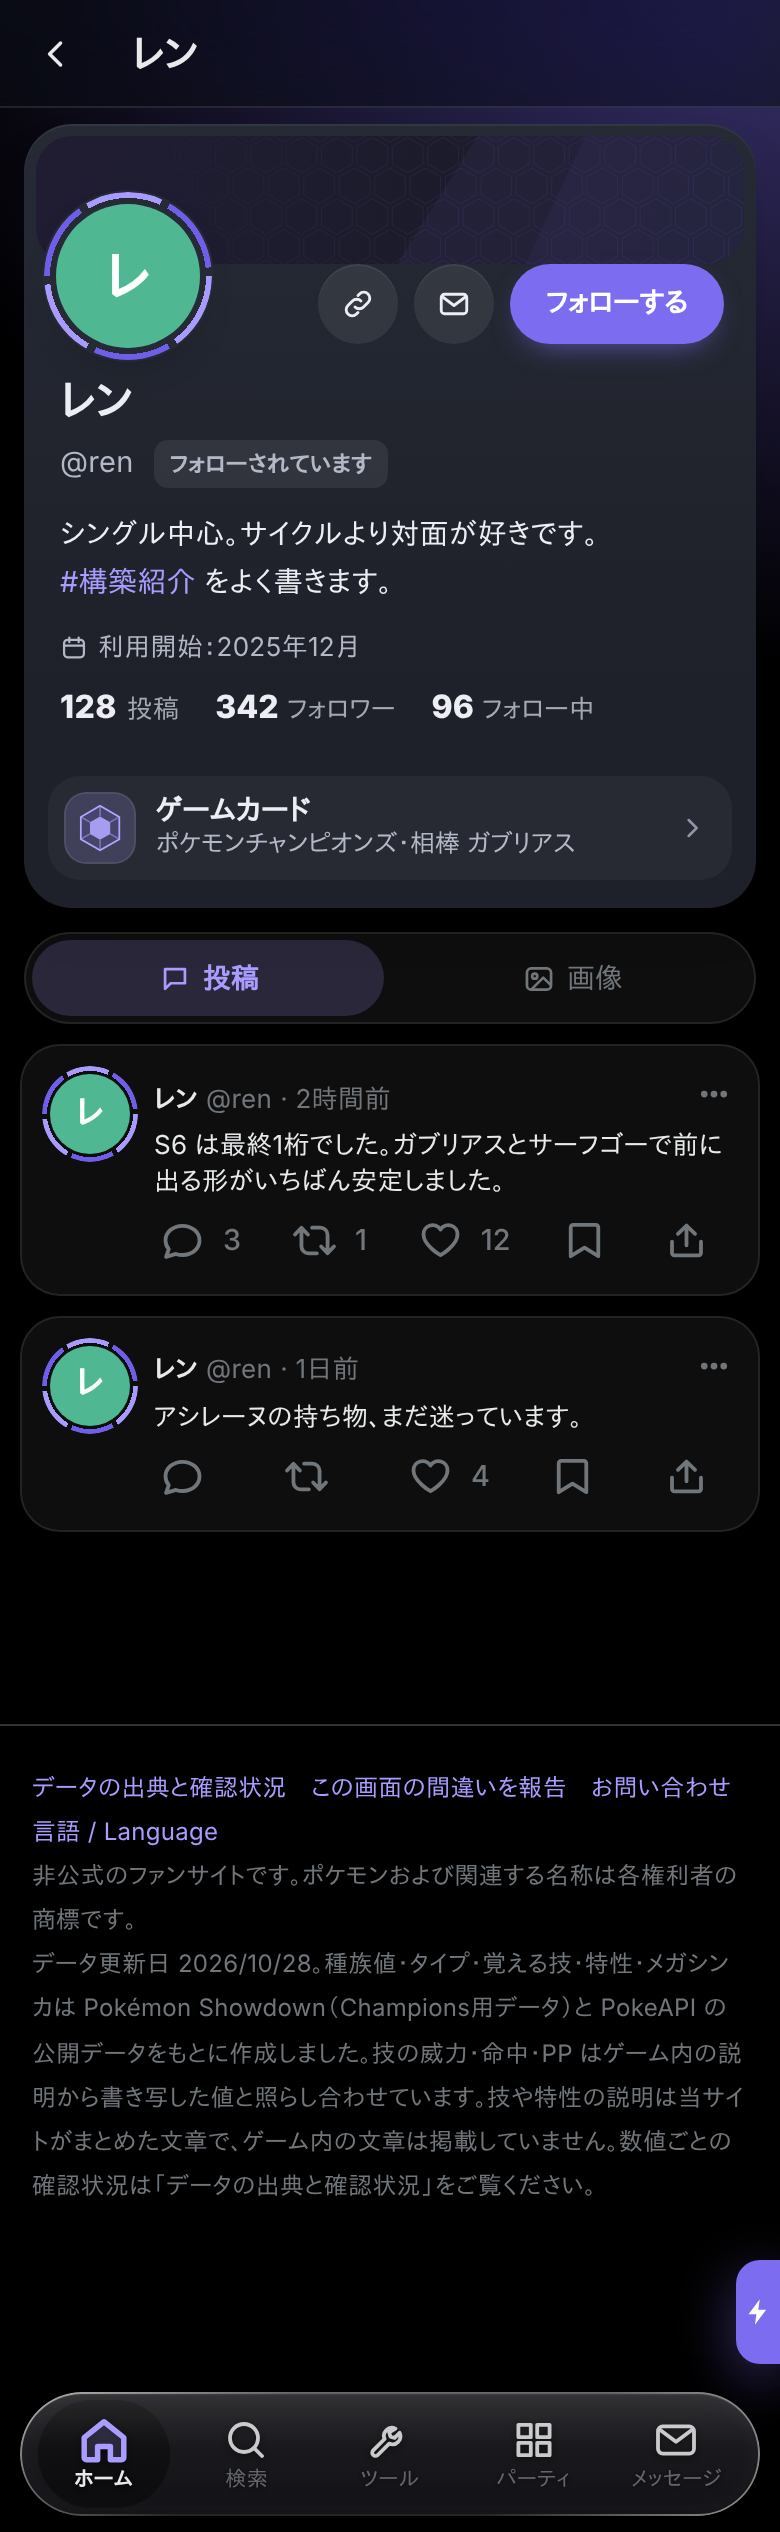 レン
レ
フォローする
レン
@ren フォローされています
シングル中心。サイクルより対面が好きです。
#構築紹介 をよく書きます。
利用開始：2025年12月
128 投稿 342 フォロワー 96 フォロー中
ゲームカード
ポケモンチャンピオンズ・相棒 ガブリアス
投稿 画像
レ
レン @ren · 2時間前
S6 は最終1桁でした。ガブリアスとサーフゴーで前に
出る形がいちばん安定しました。
3 1 12
レ
レン @ren · 1日前
アシレーヌの持ち物、まだ迷っています。
4
データの出典と確認状況 この画面の間違いを報告 お問い合わせ
言語 / Language
非公式のファンサイトです。ポケモンおよび関連する名称は各権利者の
商標です。
データ更新日 2026/10/28。種族値・タイプ・覚える技・特性・メガシン
カは Pokémon Showdown（Champions用データ）と PokeAPI の
公開データをもとに作成しました。技の威力・命中・PP はゲーム内の説
明から書き写した値と照らし合わせています。技や特性の説明は当サイ
トがまとめた文章で、ゲーム内の文章は掲載していません。数値ごとの
確認状況は「データの出典と確認状況」をご覧ください。
ホーム 検索 ツール パーティ メッセージ